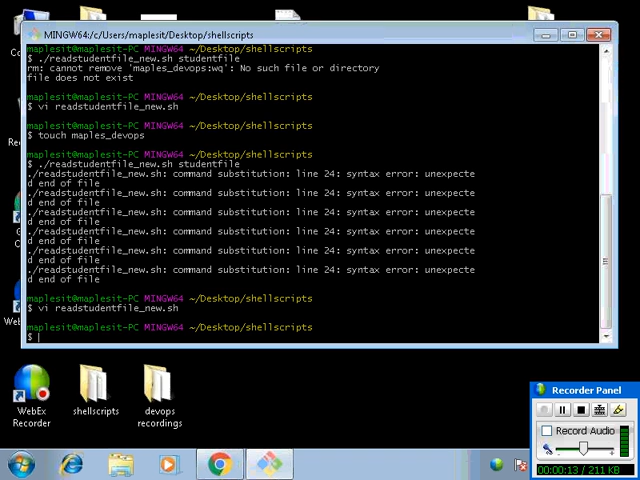 MINGW64:/c/Users/maplesit/Desktop/shellscripts
maplesit@maplesit-PC MINGW64 ~/Desktop/shellscripts
$ ./readstudentfile_new.sh studentfile
rm: cannot remove 'maples_devops:wq': No such file or directory
file does not exist
maplesit@maplesit-PC MINGW64 ~/Desktop/shellscripts
$ vi readstudentfile_new.sh
maplesit@maplesit-PC MINGW64 ~/Desktop/shellscripts
$ touch maples_devops
maplesit@maplesit-PC MINGW64 ~/Desktop/shellscripts
$ ./readstudentfile_new.sh studentfile
./readstudentfile_new.sh: command substitution: line 24: syntax error: unexpecte
d end of file
./readstudentfile_new.sh: command substitution: line 24: syntax error: unexpecte
d end of file
./readstudentfile_new.sh: command substitution: line 24: syntax error: unexpecte
d end of file
./readstudentfile_new.sh: command substitution: line 24: syntax error: unexpecte
d end of file
./readstudentfile_new.sh: command substitution: line 24: syntax error: unexpecte
d end of file
./readstudentfile_new.sh: command substitution: line 24: syntax error: unexpecte
d end of file
maplesit@maplesit-PC MINGW64 ~/Desktop/shellscripts
$ vi readstudentfile_new.sh
maplesit@maplesit-PC MINGW64 ~/Desktop/shellscripts
$
WebEx
Recorder
shellscripts
devops
recordings
Recorder Panel
Record Audio
00:00:13 / 211 KB